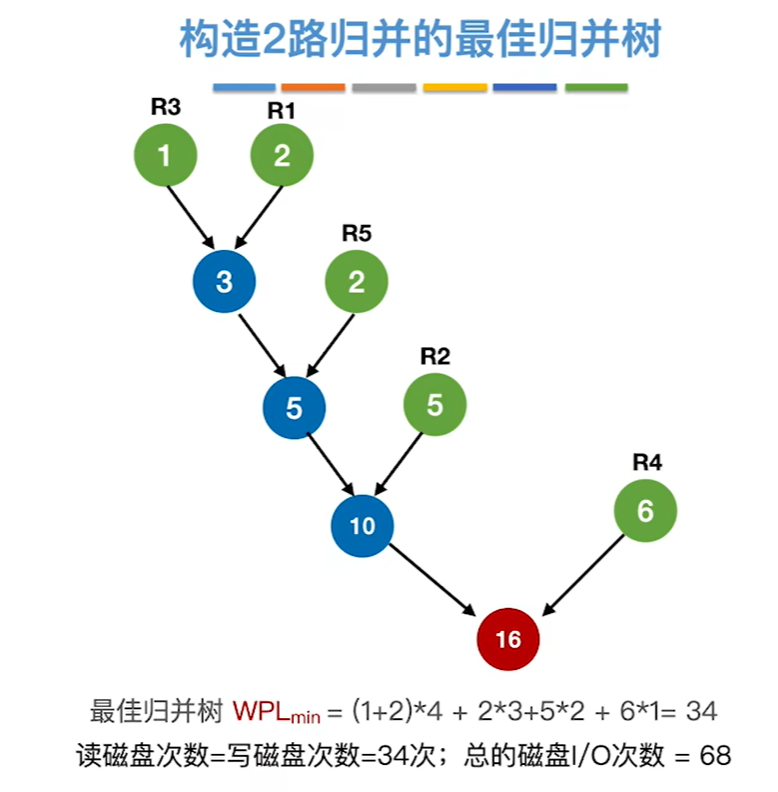 构造2路归并的最佳归并树
R3 R1
1 2
R5
3 2
R2
5 5
R4
10 6
16
最佳归并树 WPLmin = (1+2)*4 + 2*3+5*2 + 6*1= 34
读磁盘次数=写磁盘次数=34次；总的磁盘I/O次数 = 68